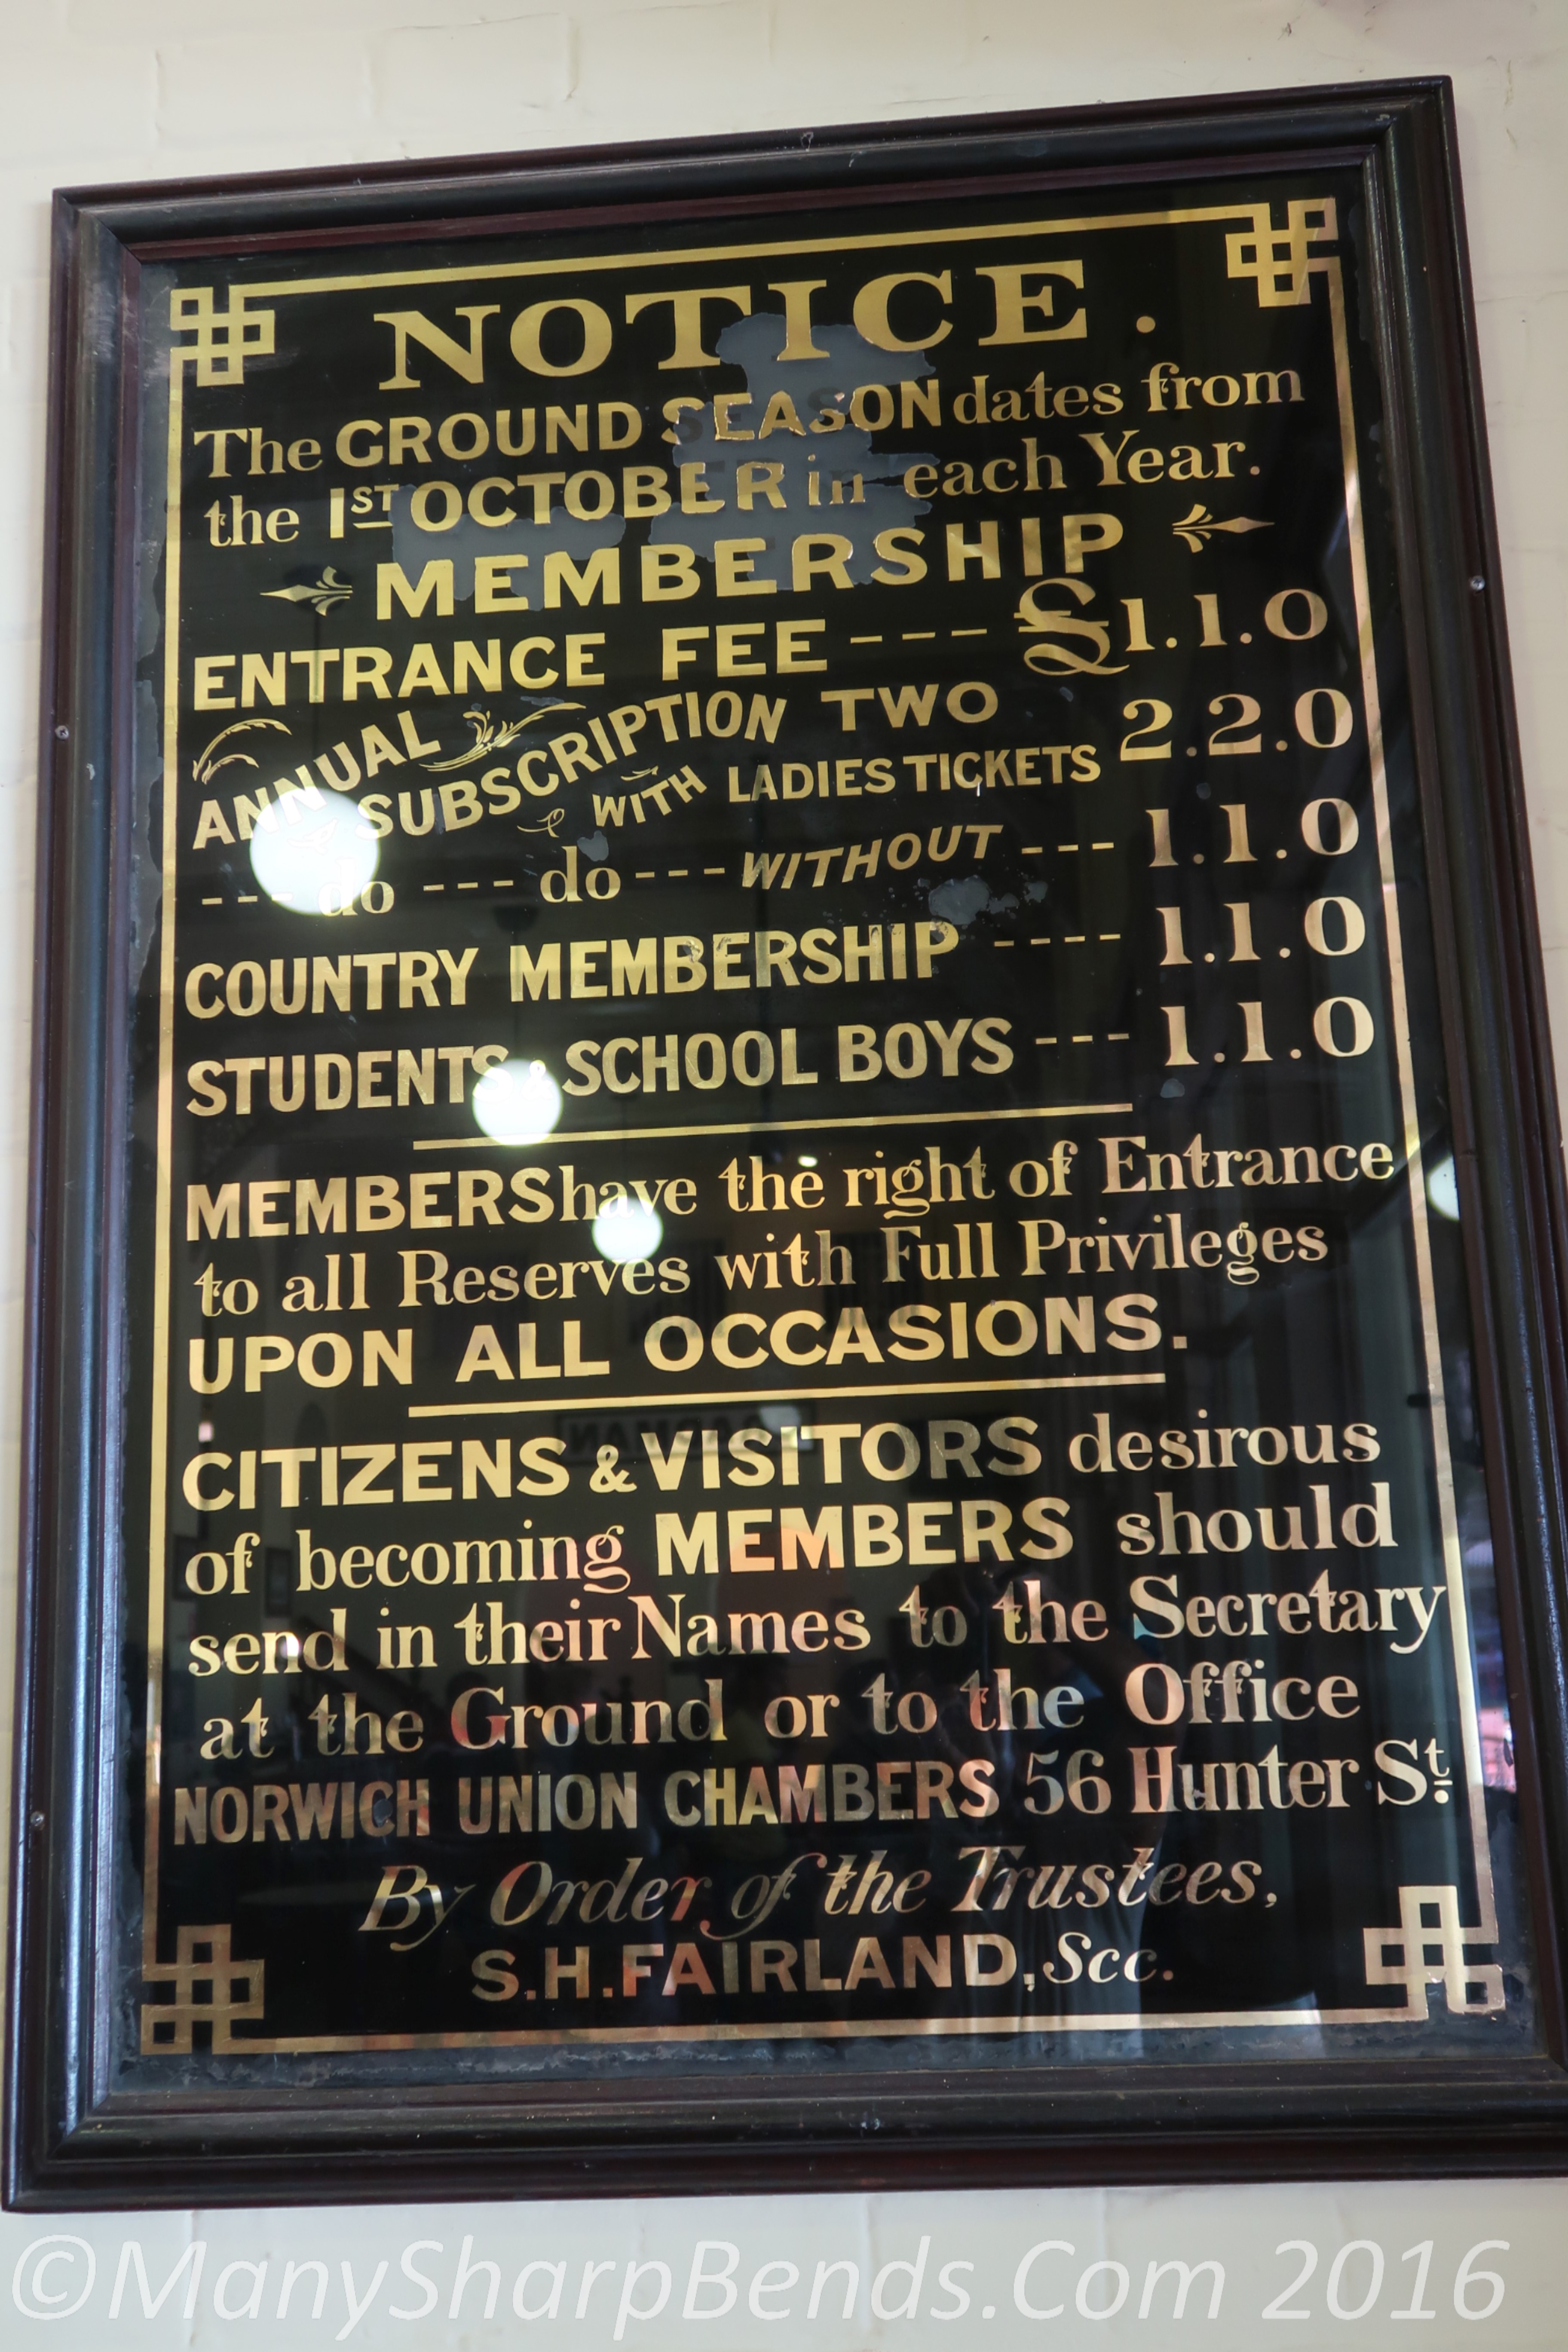 NOTICE.
The GROUND SEASON dates from
the 1ST OCTOBER in each Year.
MEMBERSHIP
ENTRANCE FEE --- £1.1.0
ANNUAL SUBSCRIPTION TWO
WITH LADIES TICKETS 2.2.0
--- do --- do --- WITHOUT --- 1.1.0
COUNTRY MEMBERSHIP ---- 1.1.0
STUDENTS & SCHOOL BOYS --- 1.1.0
MEMBERS have the right of Entrance
to all Reserves with Full Privileges
UPON ALL OCCASIONS.
CITIZENS & VISITORS desirous
of becoming MEMBERS should
send in their Names to the Secretary
at the Ground or to the Office
NORWICH UNION CHAMBERS 56 Hunter St.
By Order of the Trustees,
S.H.FAIRLAND, Sec.
©ManySharpBends.Com 2016